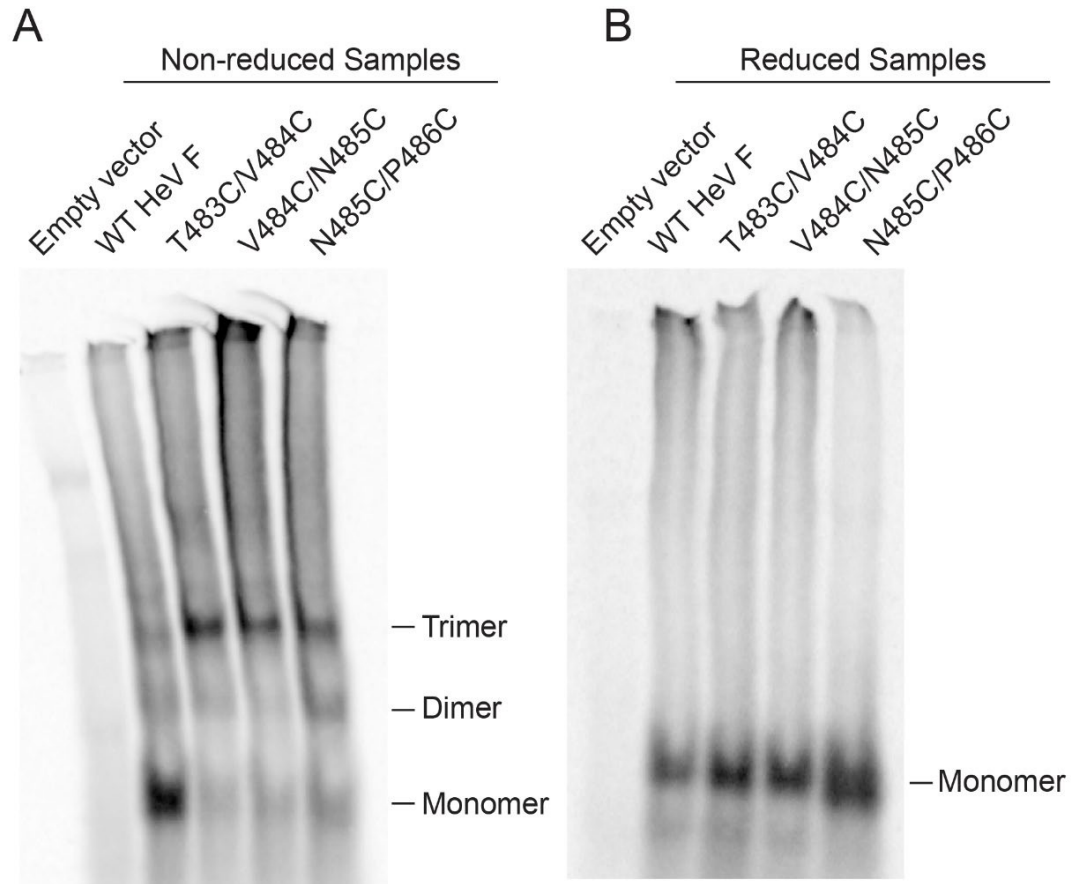 A
Non-reduced Samples
Empty vector
WT HeV F
T483C/V484C
V484C/N485C
N485C/P486C
Trimer
Dimer
Monomer
B
Reduced Samples
Empty vector
WT HeV F
T483C/V484C
V484C/N485C
N485C/P486C
Monomer